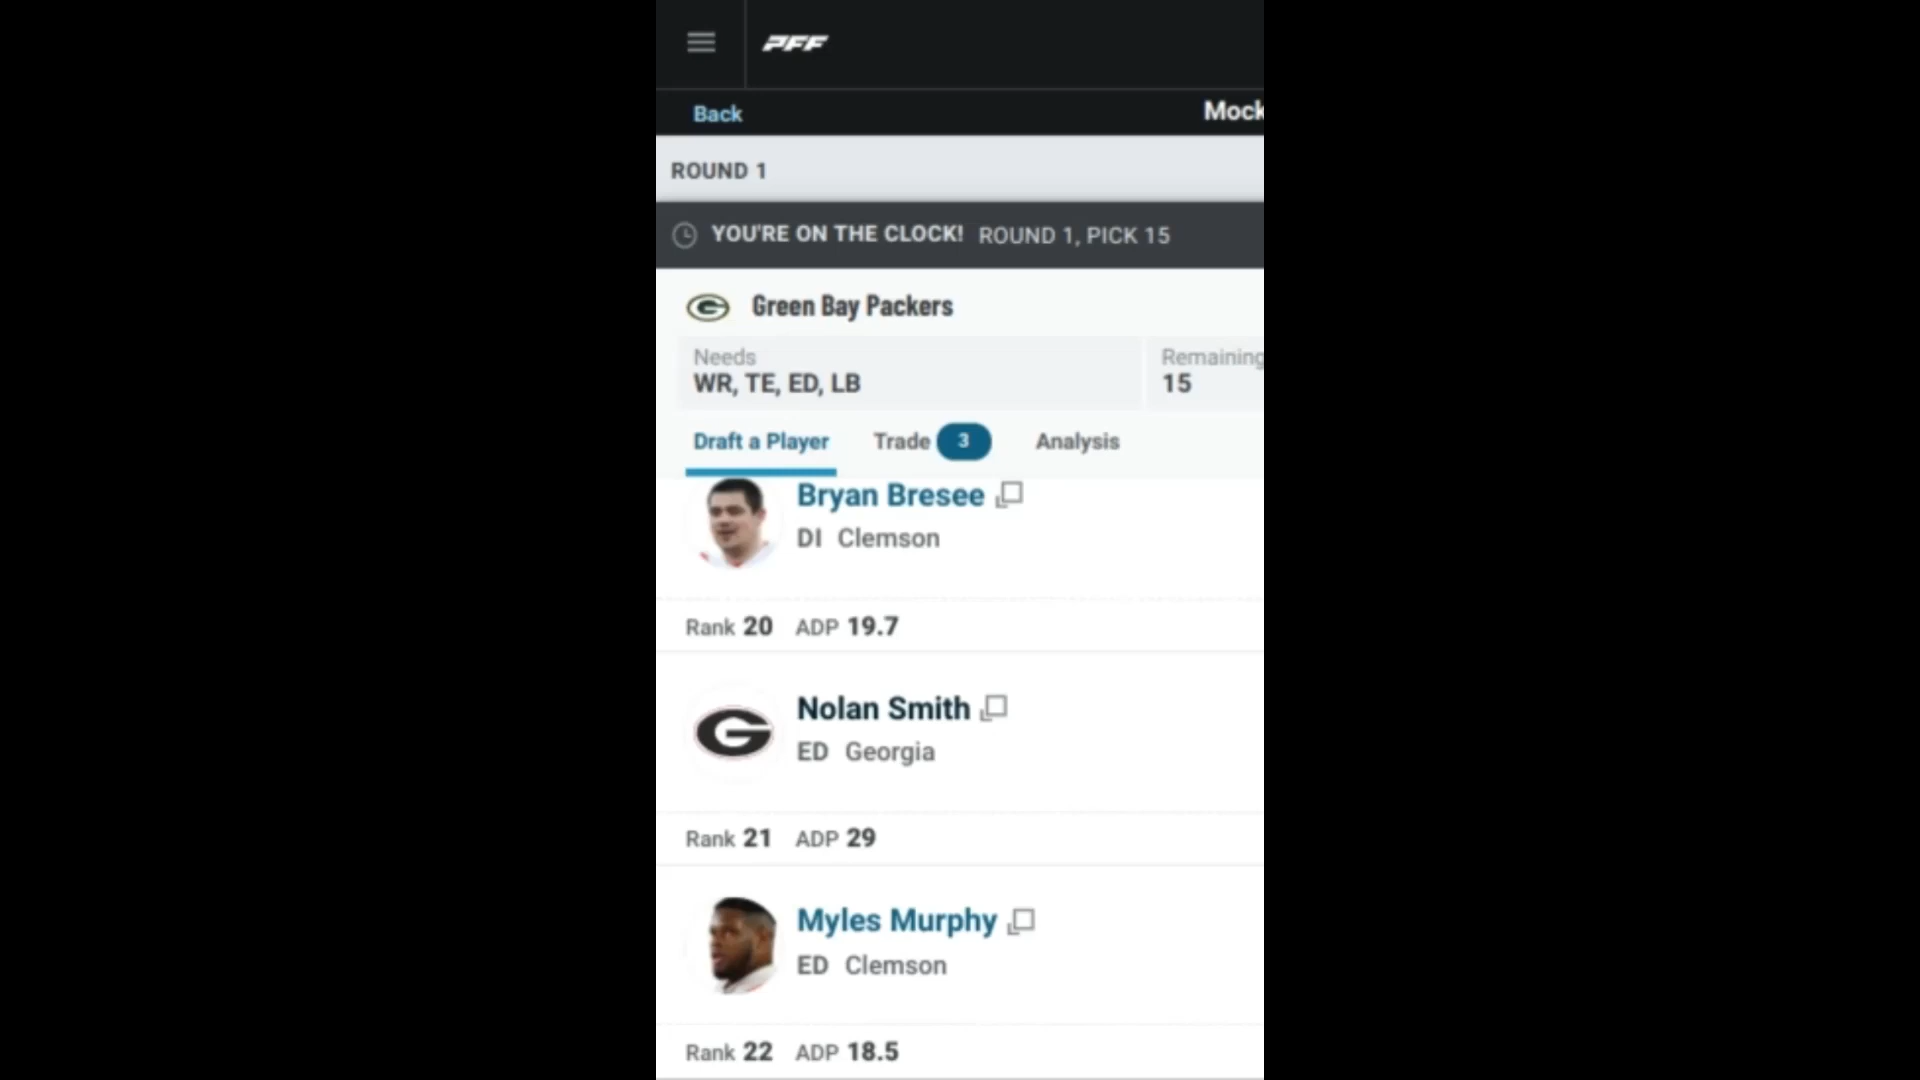 PFF
Back
Mock
ROUND 1
YOU'RE ON THE CLOCK! ROUND 1, PICK 15
Green Bay Packers
Needs
Remaining
WR, TE, ED, LB
15
Draft a Player
Trade 3
Analysis
Bryan Bresee
DI Clemson
Rank 20 ADP 19.7
Nolan Smith
ED Georgia
Rank 21 ADP 29
Myles Murphy
ED Clemson
Rank 22 ADP 18.5